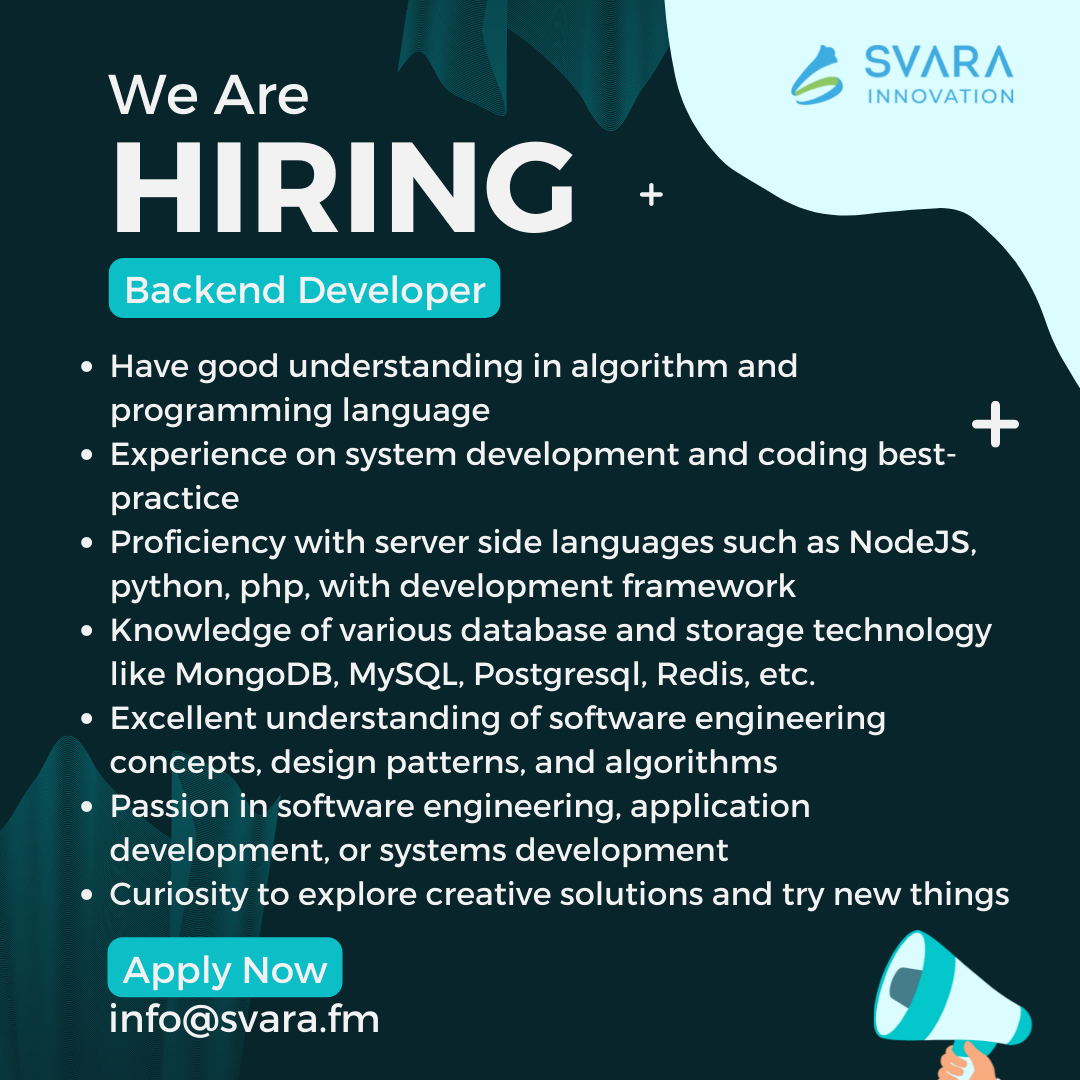 SVARA
INNOVATION
We Are
HIRING
Backend Developer
• Have good understanding in algorithm and
programming language
• Experience on system development and coding best-
practice
• Proficiency with server side languages such as NodeJS,
python, php, with development framework
• Knowledge of various database and storage technology
like MongoDB, MySQL, Postgresql, Redis, etc.
• Excellent understanding of software engineering
concepts, design patterns, and algorithms
• Passion in software engineering, application
development, or systems development
• Curiosity to explore creative solutions and try new things
Apply Now
info@svara.fm